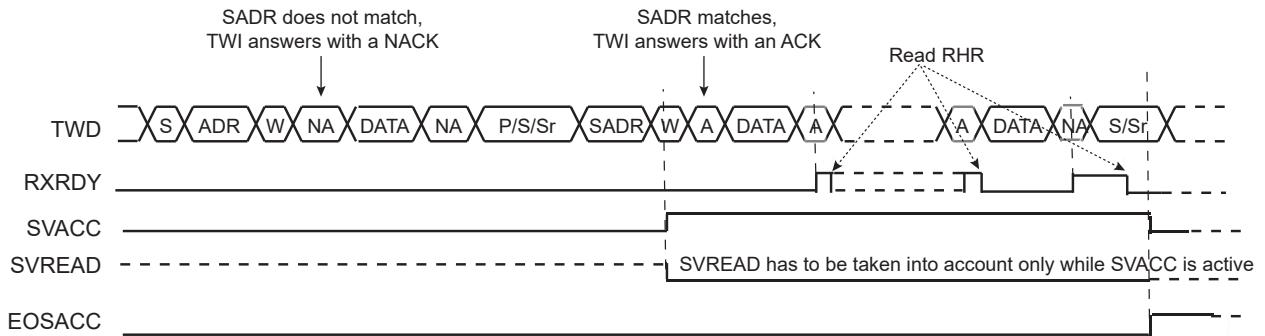 SADR does not match,
TWI answers with a NACK
SADR matches,
TWI answers with an ACK
Read RHR
TWD S ADR W NA DATA NA P/S/Sr SADR W A DATA A A DATA NA S/Sr
RXRDY
SVACC
SVREAD SVREAD has to be taken into account only while SVACC is active
EOSACC